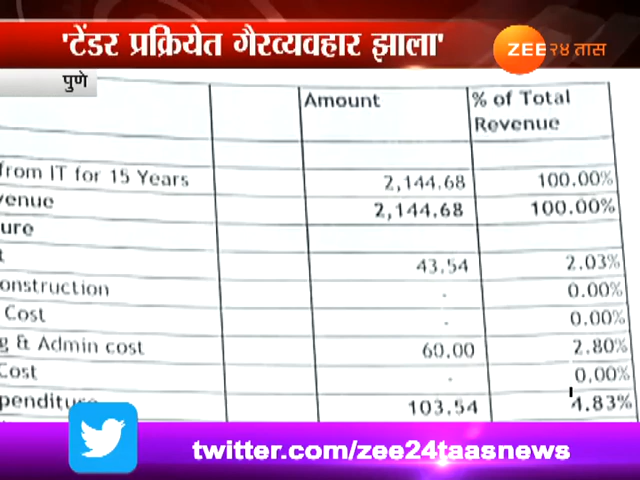 'टेंडर प्रक्रियेत गैरव्यवहार झाला'
ZEE २४ तास
पुणे
Amount
% of Total
Revenue
from IT for 15 Years 2,144.68 100.00%
venue 2,144.68 100.00%
ure
t 43.54 2.03%
onstruction - 0.00%
Cost - 0.00%
g & Admin cost 60.00 2.80%
Cost - 0.00%
penditure 103.54 4.83%
twitter.com/zee24taasnews